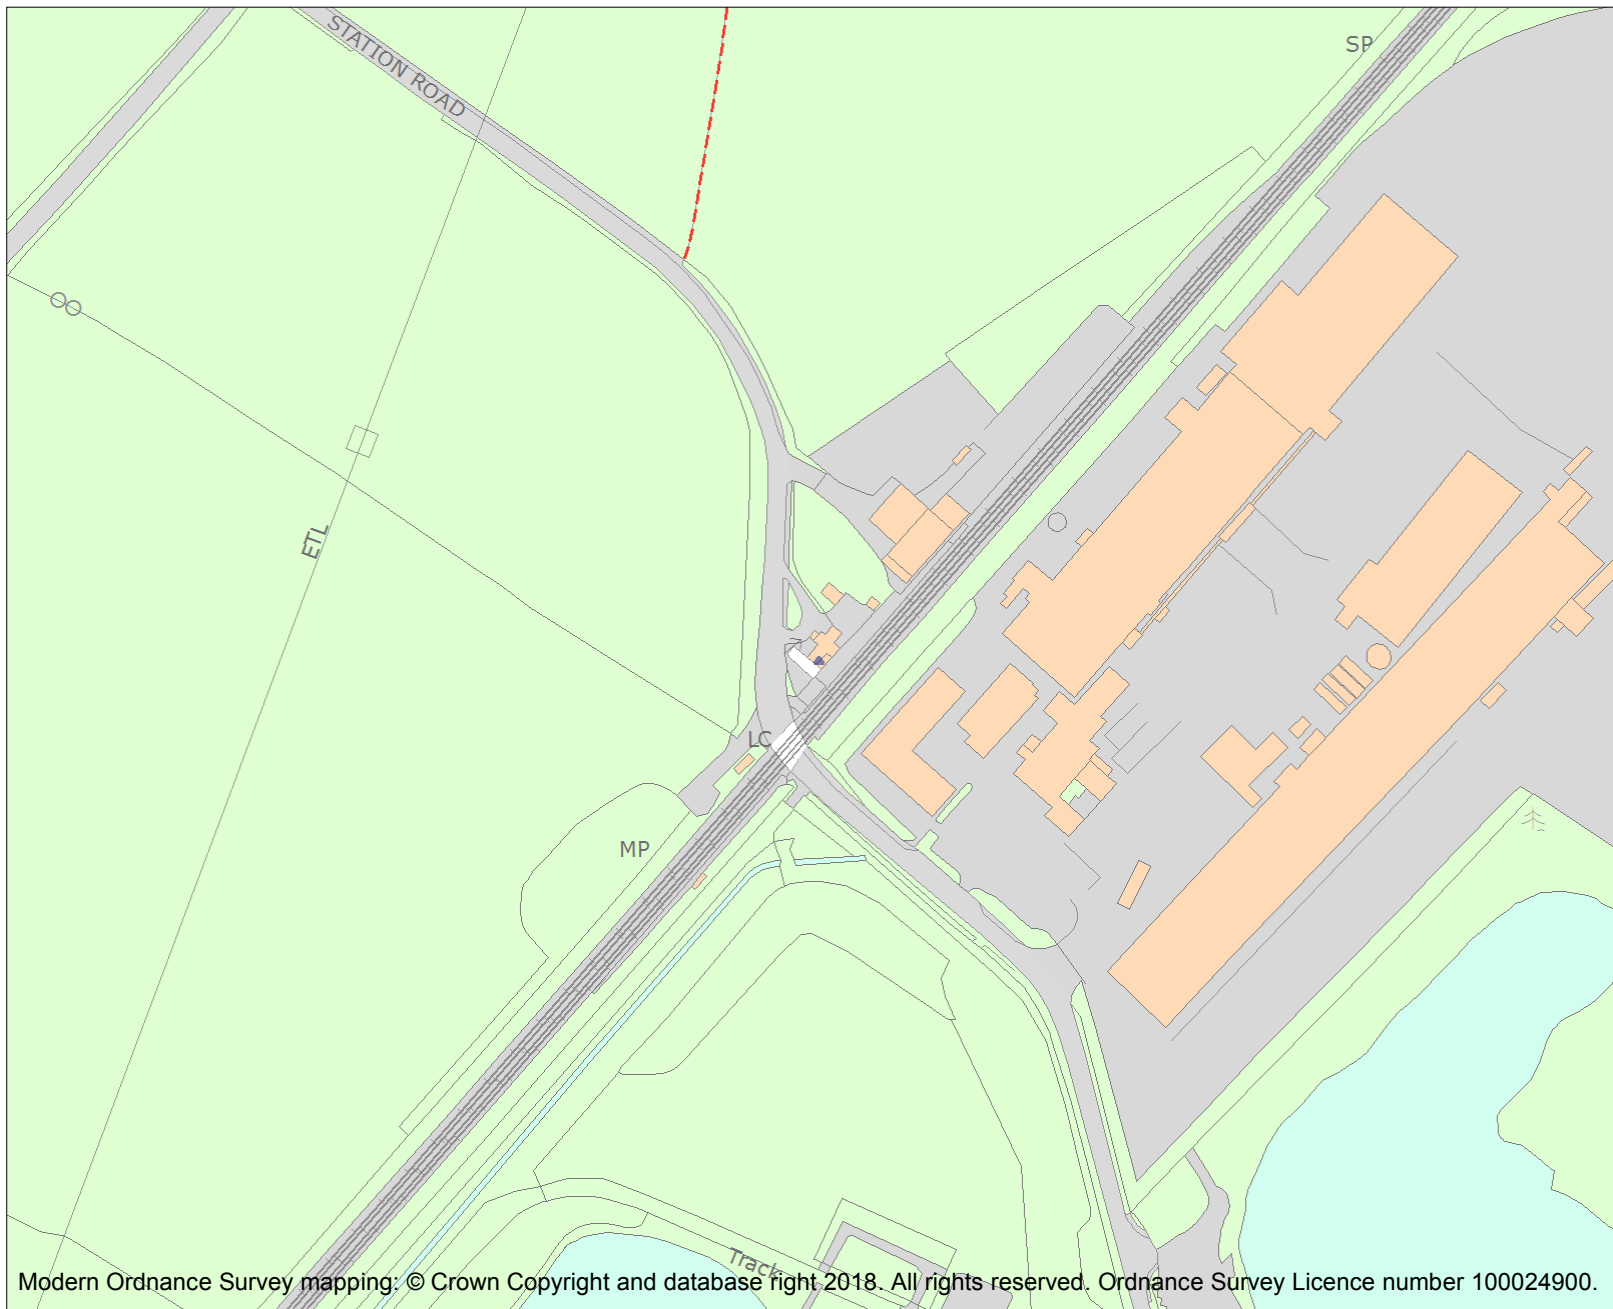 STATION ROAD
SP
ETL
LC
MP
Track
Modern Ordnance Survey mapping: © Crown Copyright and database right 2018. All rights reserved. Ordnance Survey Licence number 100024900.